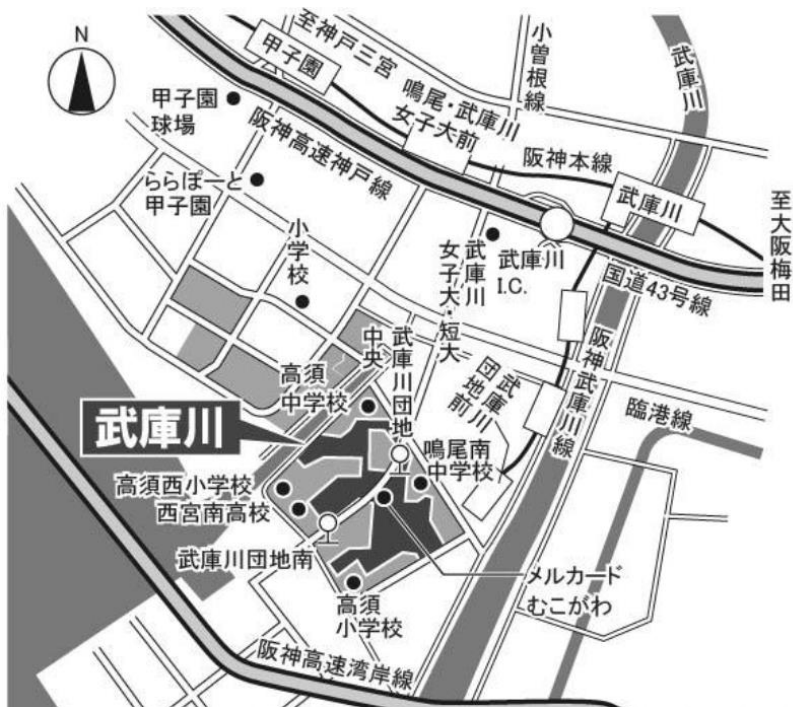 N
至神戸三宮
甲子園
小曽根線
武庫川
甲子園
球場
鳴尾・武庫川
女子大前
阪神高速神戸線
阪神本線
ららぽーと
甲子園
武庫川
至大阪梅田
小学校
武庫川
女子大・短大
武庫川
I.C.
国道43号線
武庫川団地
中央
武庫川
団地前
阪神武庫川線
高須
中学校
臨港線
武庫川
鳴尾南
中学校
高須西小学校
西宮南高校
武庫川団地南
メルカード
むこがわ
高須
小学校
阪神高速湾岸線